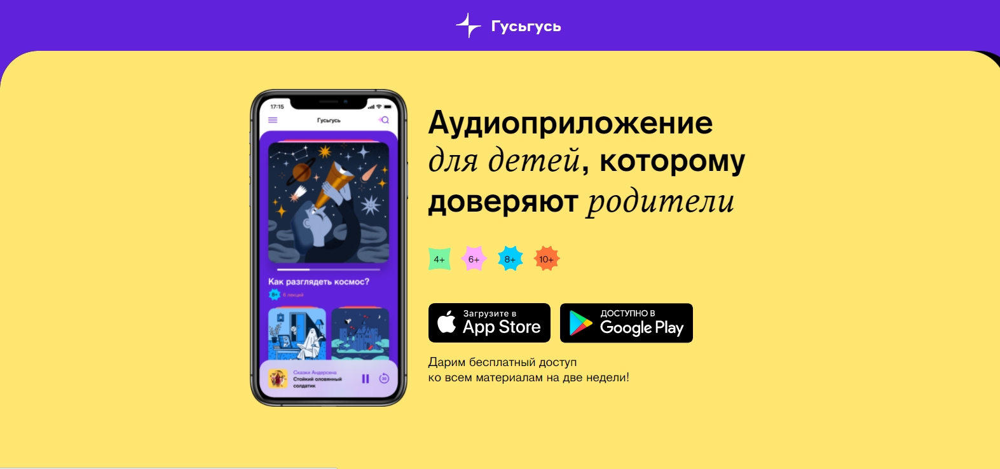 Гусьгусь
17:15
Гусьгусь
Как разглядеть космос?
8+ 6 лекций
Сказки Андерсена
Стойкий оловянный
солдатик
30
Аудиоприложение
для детей, которому
доверяют родители
4+ 6+ 8+ 10+
Загрузите в
App Store
ДОСТУПНО В
Google Play
Дарим бесплатный доступ
ко всем материалам на две недели!